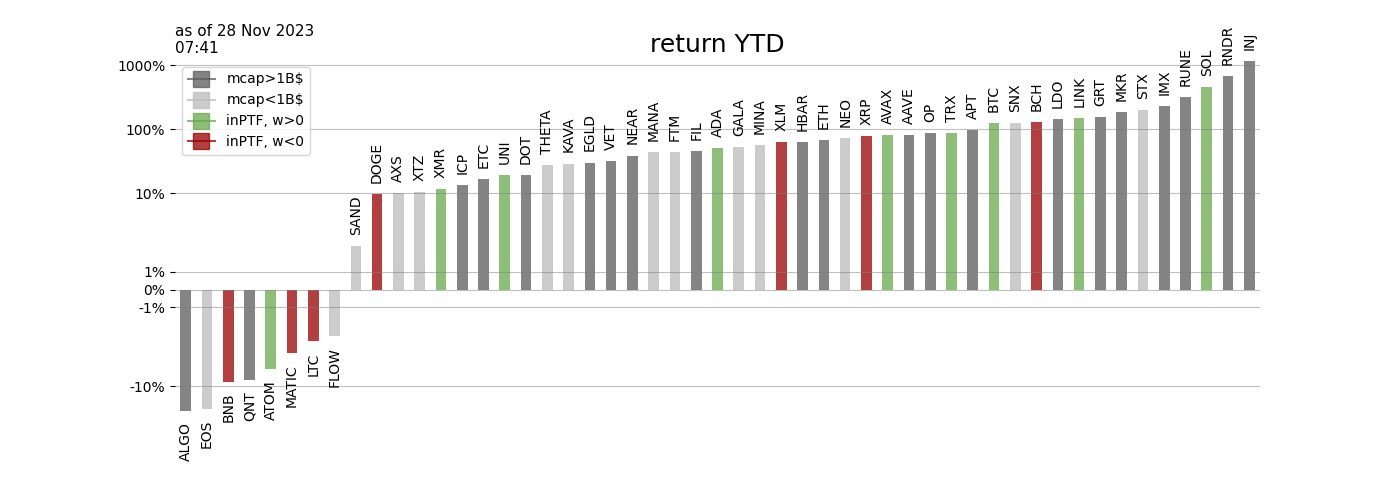 as of 28 Nov 2023
07:41
return YTD
1000%
100%
10%
1%
0%
-1%
-10%
mcap>1B$
mcap<1B$
inPTF, w>0
inPTF, w<0
ALGO
EOS
BNB
QNT
ATOM
MATIC
LTC
FLOW
SAND
DOGE
AXS
XTZ
XMR
ICP
ETC
UNI
DOT
THETA
KAVA
EGLD
VET
NEAR
MANA
FTM
FIL
ADA
GALA
MINA
XLM
HBAR
ETH
NEO
XRP
AVAX
AAVE
OP
TRX
APT
BTC
SNX
BCH
LDO
LINK
GRT
MKR
STX
IMX
RUNE
SOL
RNDR
INJ